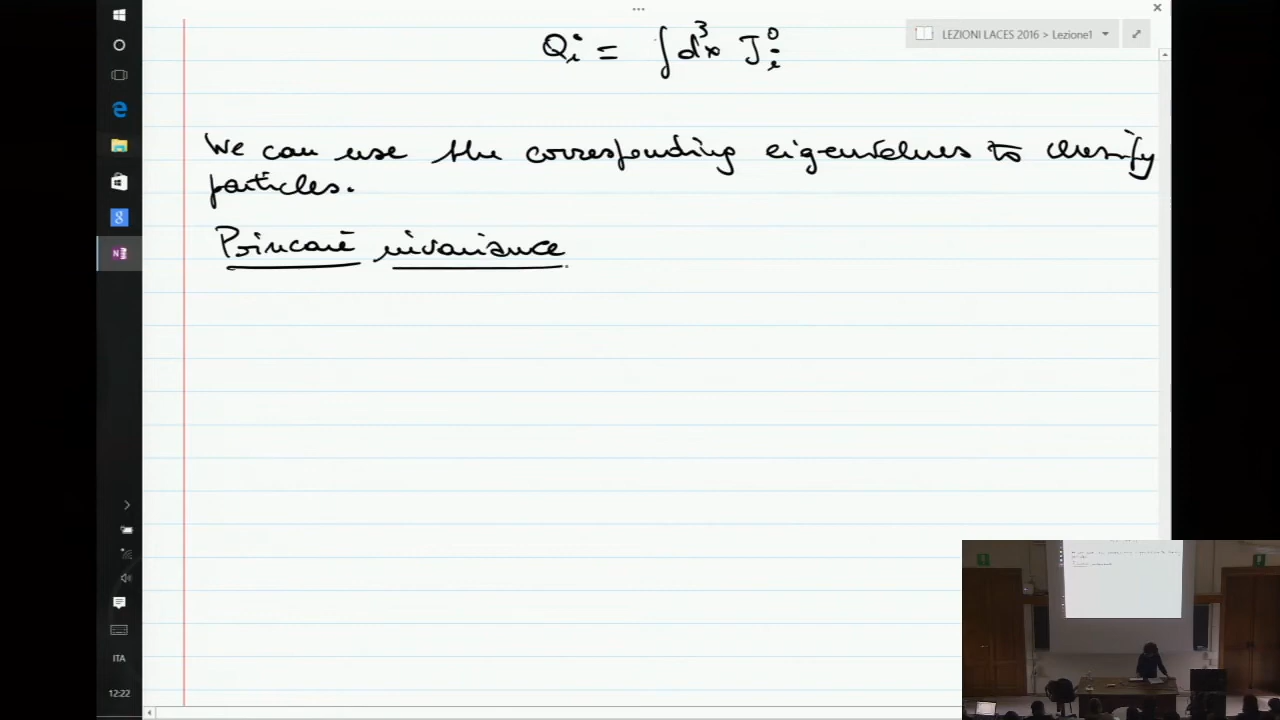 LEZIONI LACES 2016 > Lezione1
Qi = ∫d³x J⁰i
We can use the corresponding eigenvalues to classify
particles.
Poincarè invariance
ITA
12:22